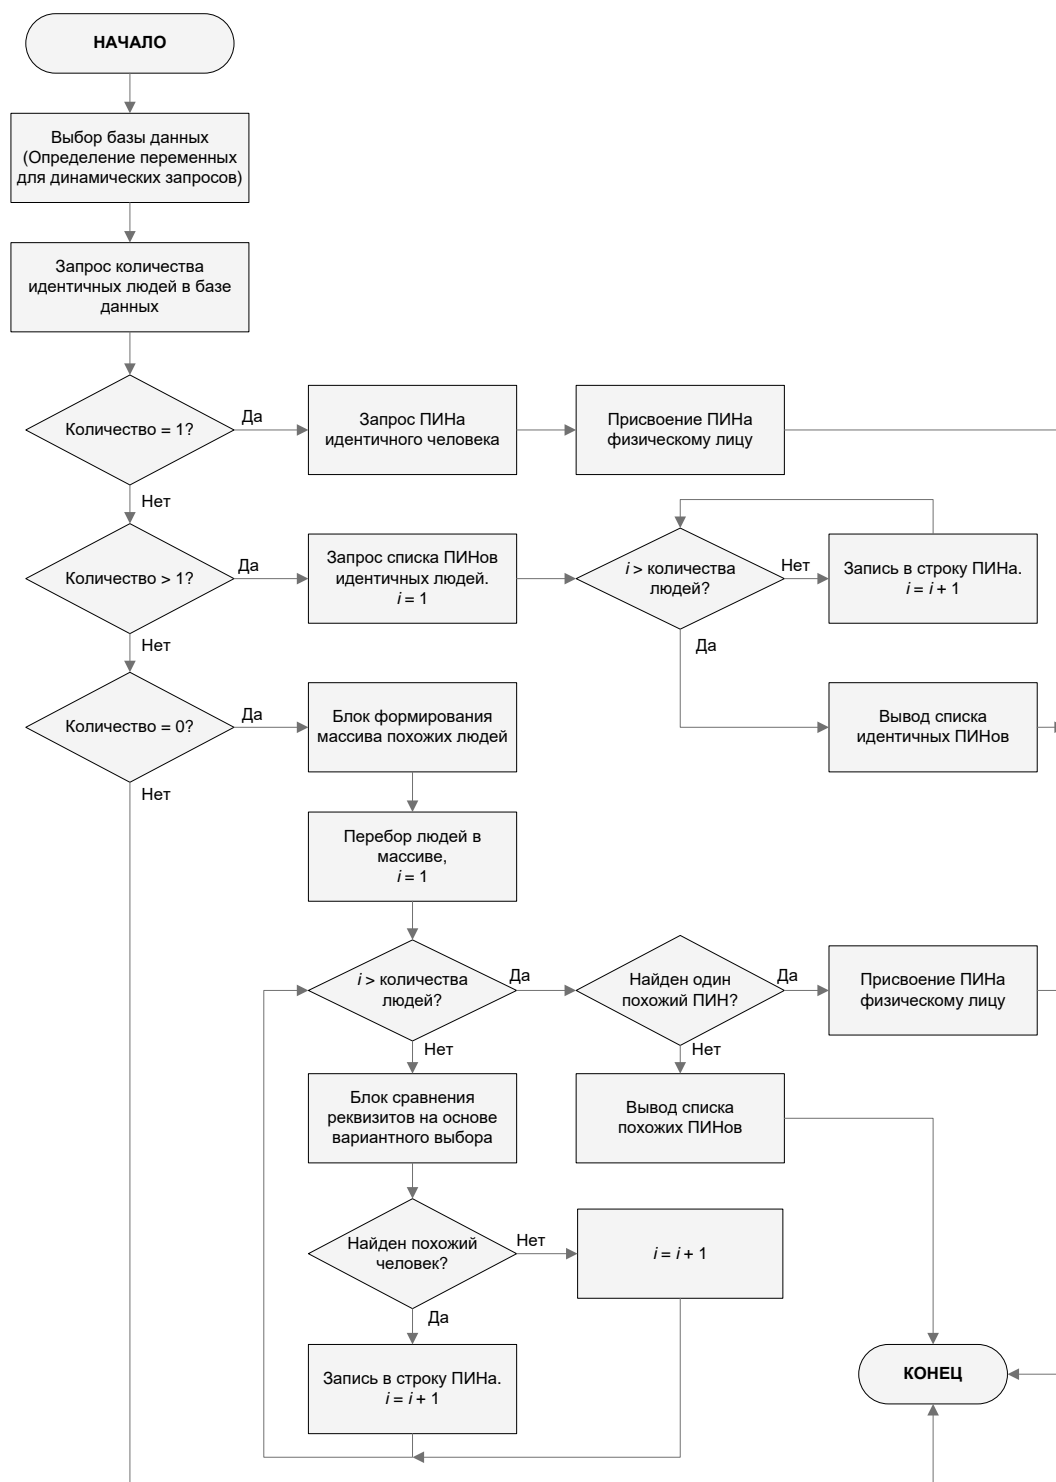 НАЧАЛО
Выбор базы данных
(Определение переменных
для динамических запросов)
Запрос количества
идентичных людей в базе
данных
Количество = 1?
Да
Запрос ПИНа
идентичного человека
Присвоение ПИНа
физическому лицу
Нет
Количество > 1?
Да
Запрос списка ПИНов
идентичных людей.
i = 1
i > количества
людей?
Нет
Запись в строку ПИНа.
i = i + 1
Да
Вывод списка
идентичных ПИНов
Нет
Количество = 0?
Да
Блок формирования
массива похожих людей
Нет
Перебор людей в
массиве,
i = 1
i > количества
людей?
Да
Найден один
похожий ПИН?
Да
Присвоение ПИНа
физическому лицу
Нет
Нет
Блок сравнения
реквизитов на основе
вариантного выбора
Вывод списка
похожих ПИНов
Найден похожий
человек?
Нет
i = i + 1
Да
Запись в строку ПИНа.
i = i + 1
КОНЕЦ